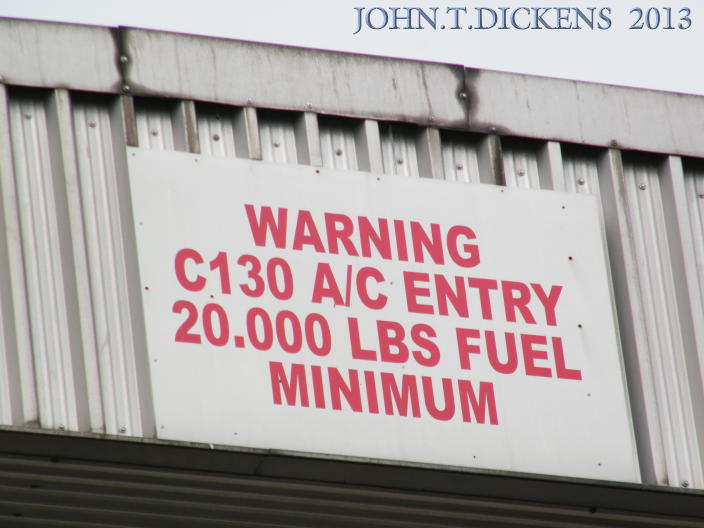 JOHN.T.DICKENS 2013
WARNING
C130 A/C ENTRY
20.000 LBS FUEL
MINIMUM